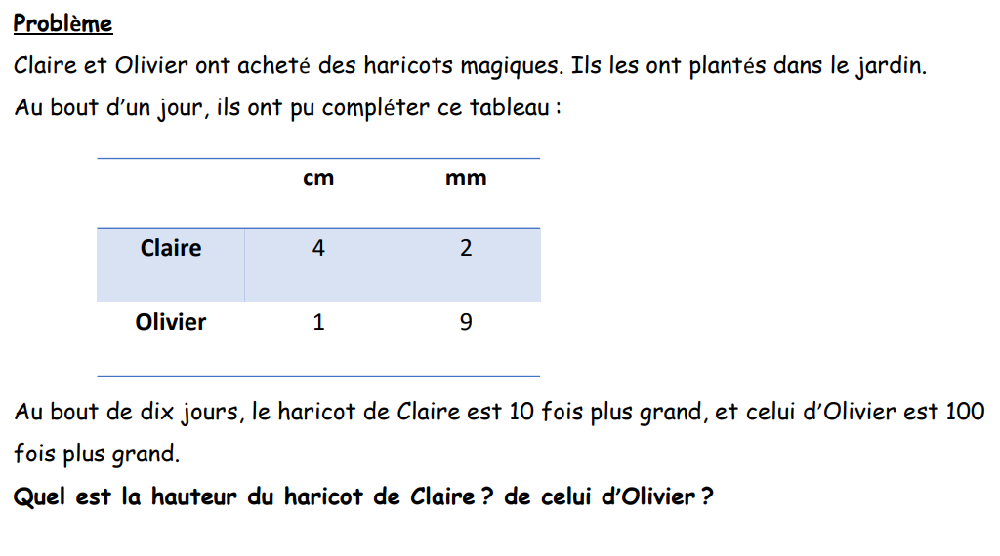 Problème
Claire et Olivier ont acheté des haricots magiques. Ils les ont plantés dans le jardin.
Au bout d’un jour, ils ont pu compléter ce tableau :
cm mm
Claire 4 2
Olivier 1 9
Au bout de dix jours, le haricot de Claire est 10 fois plus grand, et celui d’Olivier est 100
fois plus grand.
Quel est la hauteur du haricot de Claire ? de celui d’Olivier ?